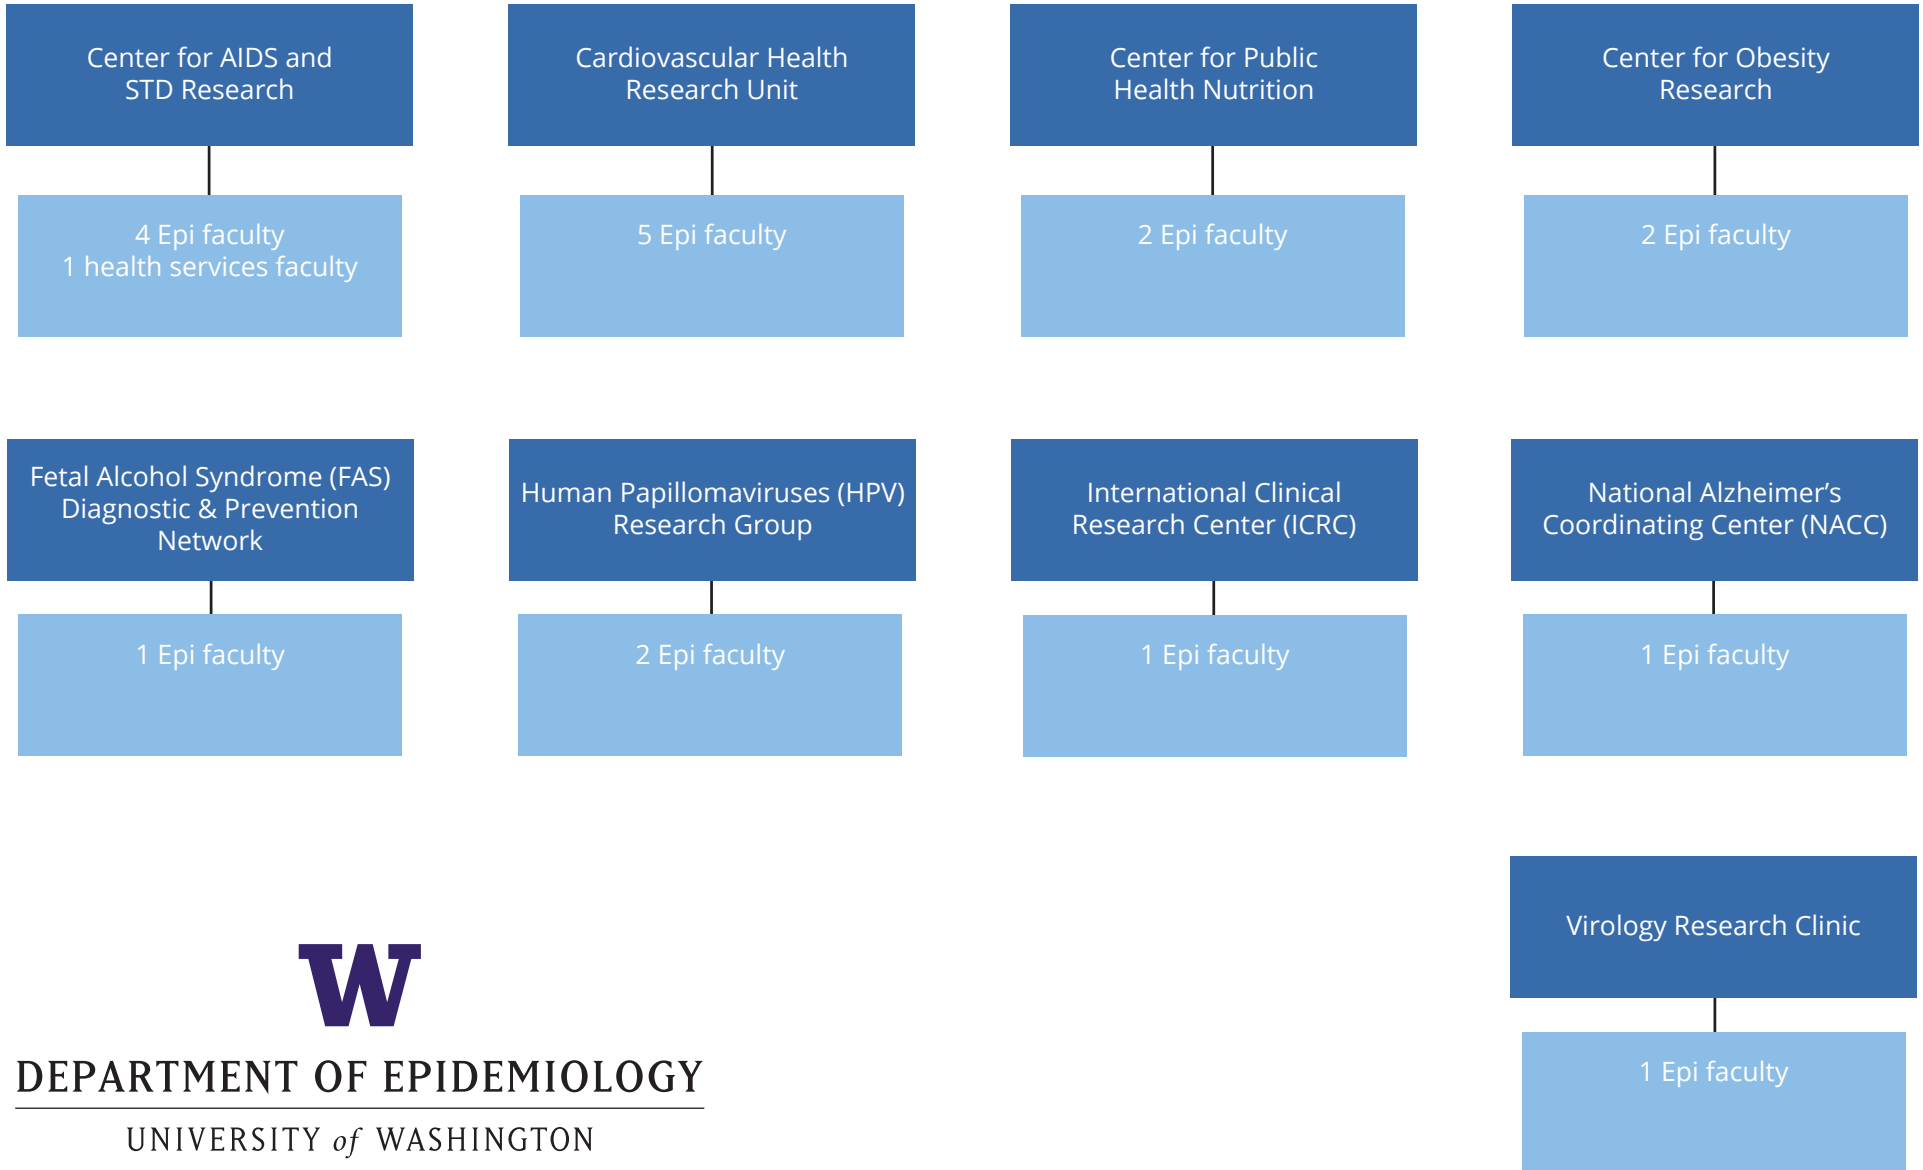 Center for AIDS and
STD Research
4 Epi faculty
1 health services faculty
Cardiovascular Health
Research Unit
5 Epi faculty
Center for Public
Health Nutrition
2 Epi faculty
Center for Obesity
Research
2 Epi faculty
Fetal Alcohol Syndrome (FAS)
Diagnostic & Prevention
Network
1 Epi faculty
Human Papillomaviruses (HPV)
Research Group
2 Epi faculty
International Clinical
Research Center (ICRC)
1 Epi faculty
National Alzheimer’s
Coordinating Center (NACC)
1 Epi faculty
Virology Research Clinic
1 Epi faculty
W
DEPARTMENT OF EPIDEMIOLOGY
UNIVERSITY of WASHINGTON